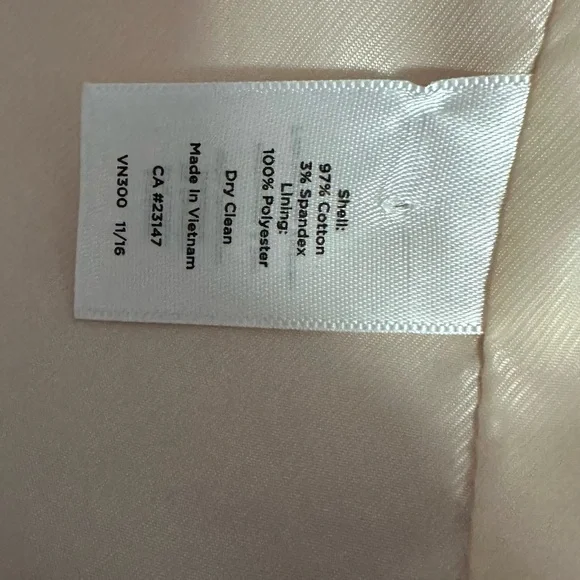 Shell:
97% Cotton
3% Spandex
Lining:
100% Polyester
Dry Clean
Made In Vietnam
CA #23147
VN300 11/16